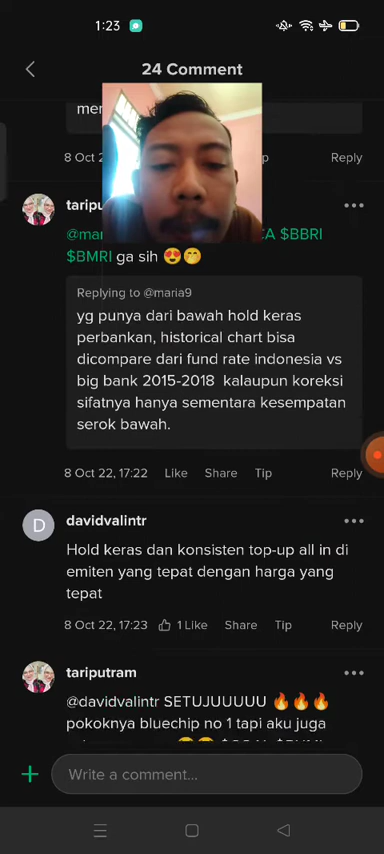 1:23
24 Comment
8 Oct 2
Reply
$BBRI
$BMRI ga sih 😍🤭
Replying to @maria9
yg punya dari bawah hold keras
perbankan, historical chart bisa
dicompare dari fund rate indonesia vs
big bank 2015-2018 kalaupun koreksi
sifatnya hanya sementara kesempatan
serok bawah.
8 Oct 22, 17:22 Like Share Tip Reply
D
davidvalintr
Hold keras dan konsisten top-up all in di
emiten yang tepat dengan harga yang
tepat
8 Oct 22, 17:23 1 Like Share Tip Reply
tariputram
@davidvalintr SETUJUUUUU 🔥🔥🔥
pokoknya bluechip no 1 tapi aku juga
Write a comment...